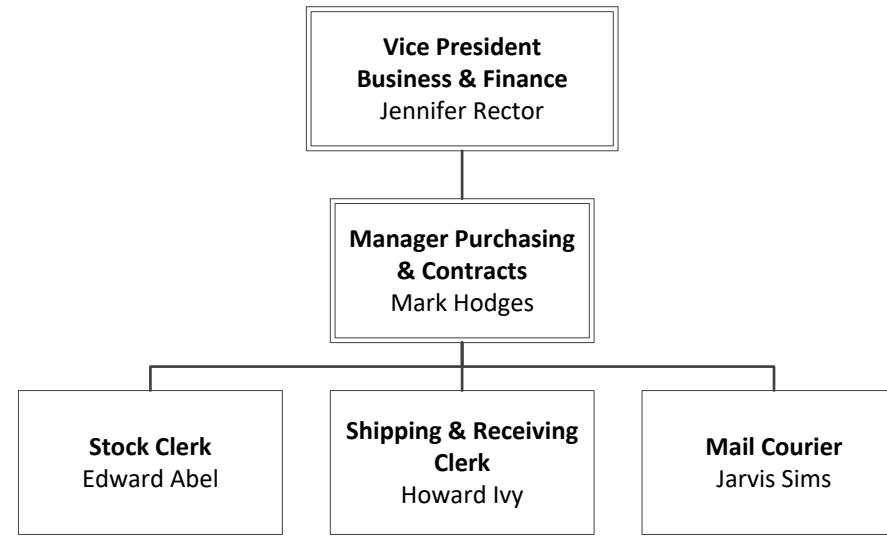 Vice President
Business & Finance
Jennifer Rector
Manager Purchasing
& Contracts
Mark Hodges
Stock Clerk
Edward Abel
Shipping & Receiving
Clerk
Howard Ivy
Mail Courier
Jarvis Sims